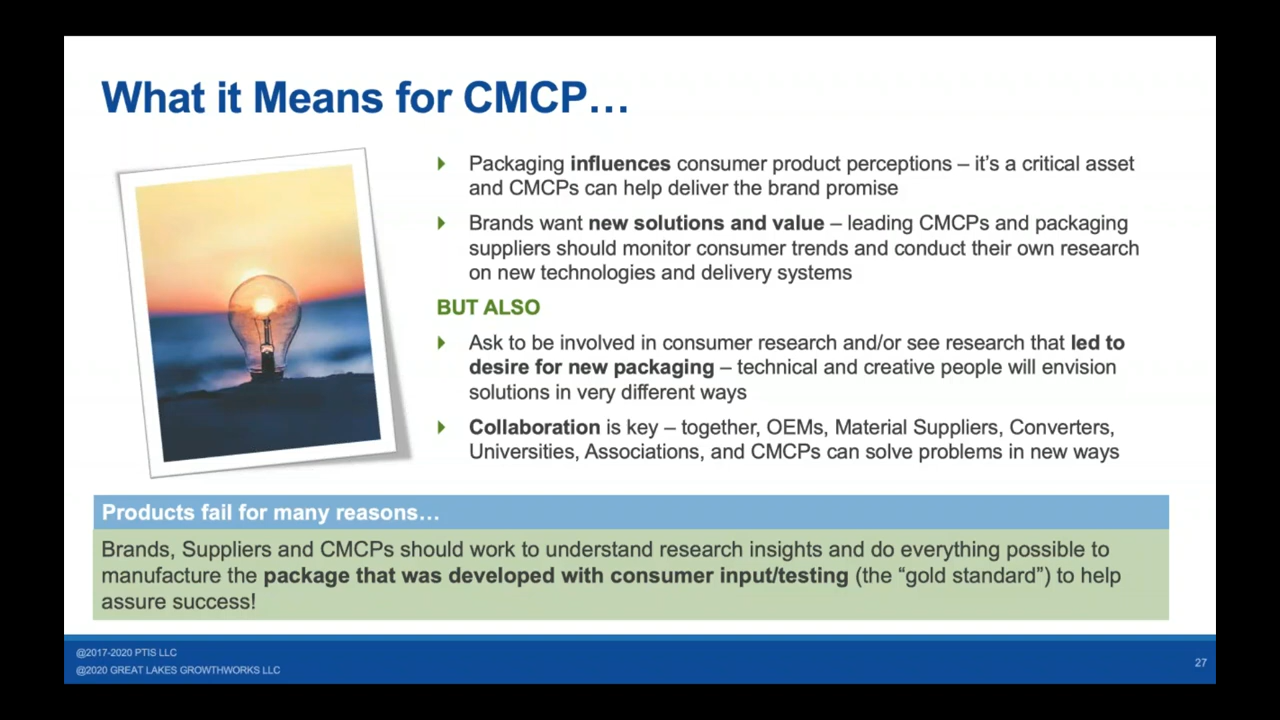 What it Means for CMCP…
Packaging influences consumer product perceptions – it's a critical asset
and CMCPs can help deliver the brand promise
Brands want new solutions and value – leading CMCPs and packaging
suppliers should monitor consumer trends and conduct their own research
on new technologies and delivery systems
BUT ALSO
Ask to be involved in consumer research and/or see research that led to
desire for new packaging – technical and creative people will envision
solutions in very different ways
Collaboration is key – together, OEMs, Material Suppliers, Converters,
Universities, Associations, and CMCPs can solve problems in new ways
Products fail for many reasons…
Brands, Suppliers and CMCPs should work to understand research insights and do everything possible to
manufacture the package that was developed with consumer input/testing (the “gold standard”) to help
assure success!
@2017-2020 PTIS LLC
@2020 GREAT LAKES GROWTHWORKS LLC
27